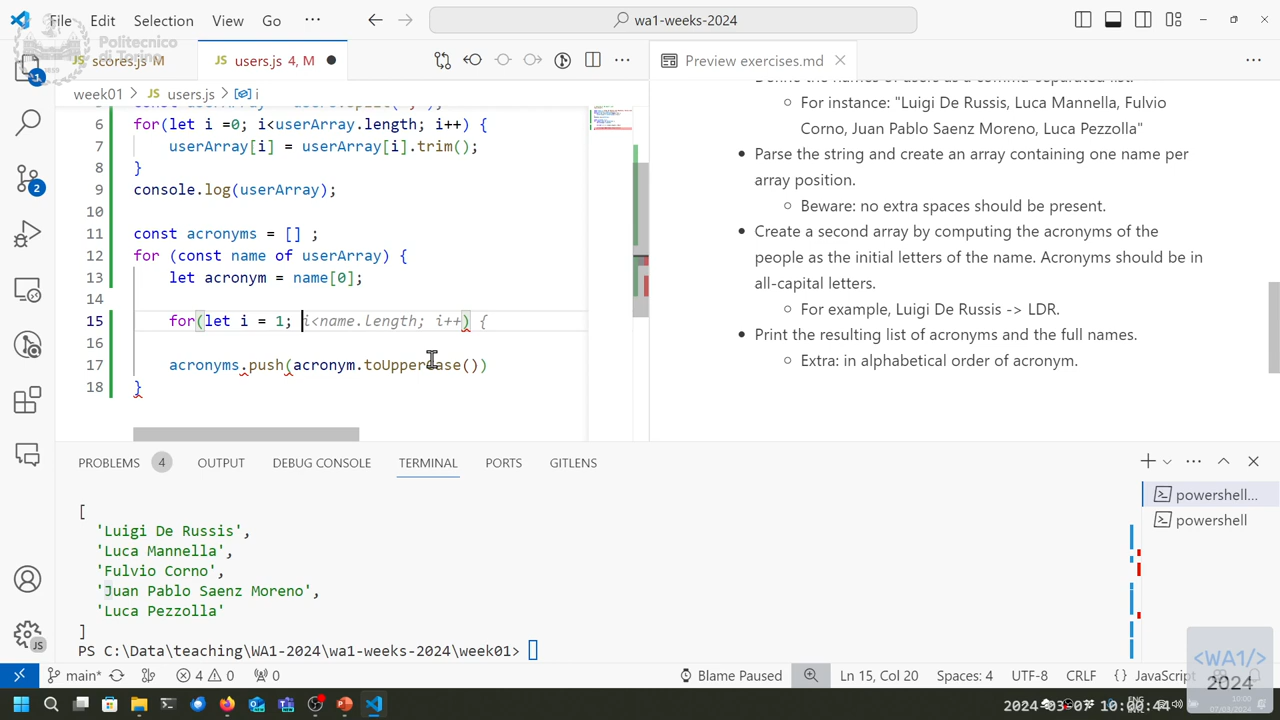 File Edit Selection View Go ··· wa1-weeks-2024
Politecnico
di Torino
scores.js M
users.js 4, M
Preview exercises.md
week01 > users.js > i
6 for(let i =0; i<userArray.length; i++) {
7 userArray[i] = userArray[i].trim();
8 }
9 console.log(userArray);
10
11 const acronyms = [] ;
12 for (const name of userArray) {
13 let acronym = name[0];
14
15 for(let i = 1; i<name.length; i++) {
16
17 acronyms.push(acronym.toUpperCase())
18 }
For instance: "Luigi De Russis, Luca Mannella, Fulvio
Corno, Juan Pablo Saenz Moreno, Luca Pezzolla"
Parse the string and create an array containing one name per
array position.
Beware: no extra spaces should be present.
Create a second array by computing the acronyms of the
people as the initial letters of the name. Acronyms should be in
all-capital letters.
For example, Luigi De Russis -> LDR.
Print the resulting list of acronyms and the full names.
Extra: in alphabetical order of acronym.
PROBLEMS 4 OUTPUT DEBUG CONSOLE TERMINAL PORTS GITLENS
[
'Luigi De Russis',
'Luca Mannella',
'Fulvio Corno',
'Juan Pablo Saenz Moreno',
'Luca Pezzolla'
]
PS C:\Data\teaching\WA1-2024\wa1-weeks-2024\week01>
powershell...
powershell
main* 4 0 0 Blame Paused Ln 15, Col 20 Spaces: 4 UTF-8 CRLF {} JavaScript
<WA1/>
2024
2024-03-07 10:00:44